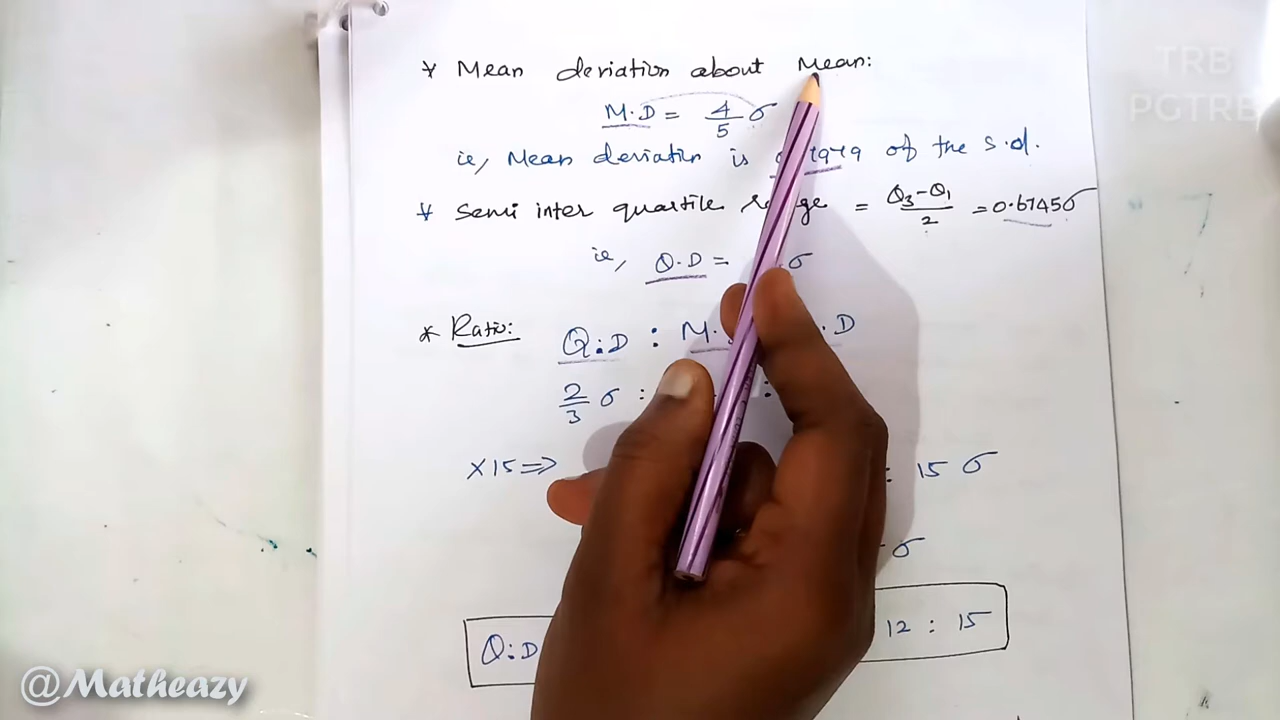 * Mean deviation about Mean:
M.D = 4/5 σ
ie, Mean deviation is of the s.d.
* Semi inter quartile = Q3-Q1/2 = 0.6745σ
ie, Q.D = σ
* Ratio: Q.D : M. . D
2/3 σ : :
X15 ⇒ : 15 σ
σ
Q.D 12 : 15
TRB
PGTRB
@Matheazy